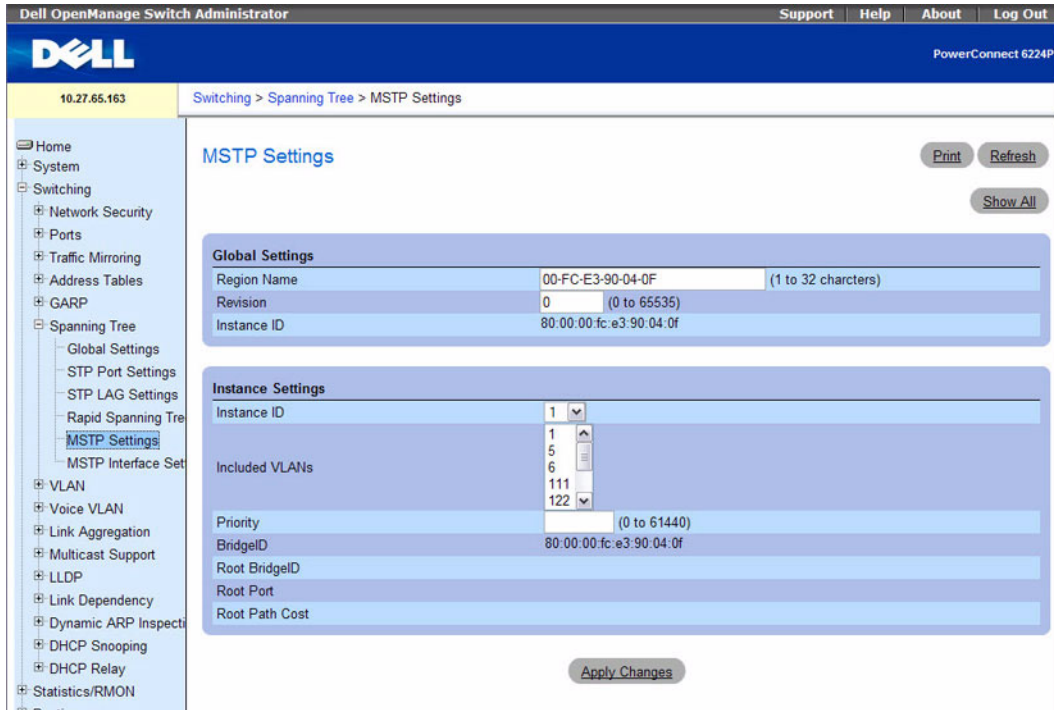 Dell OpenManage Switch Administrator
Support Help About Log Out
DELL
PowerConnect 6224P
10.27.65.163
Switching > Spanning Tree > MSTP Settings
Home
System
Switching
Network Security
Ports
Traffic Mirroring
Address Tables
GARP
Spanning Tree
Global Settings
STP Port Settings
STP LAG Settings
Rapid Spanning Tre
MSTP Settings
MSTP Interface Set
VLAN
Voice VLAN
Link Aggregation
Multicast Support
LLDP
Link Dependency
Dynamic ARP Inspecti
DHCP Snooping
DHCP Relay
Statistics/RMON
MSTP Settings
Print Refresh
Show All
Global Settings
Region Name 00-FC-E3-90-04-0F (1 to 32 charcters)
Revision 0 (0 to 65535)
Instance ID 80:00:00:fc:e3:90:04:0f
Instance Settings
Instance ID 1
Included VLANs
1
5
6
111
122
Priority (0 to 61440)
BridgeID 80:00:00:fc:e3:90:04:0f
Root BridgeID
Root Port
Root Path Cost
Apply Changes